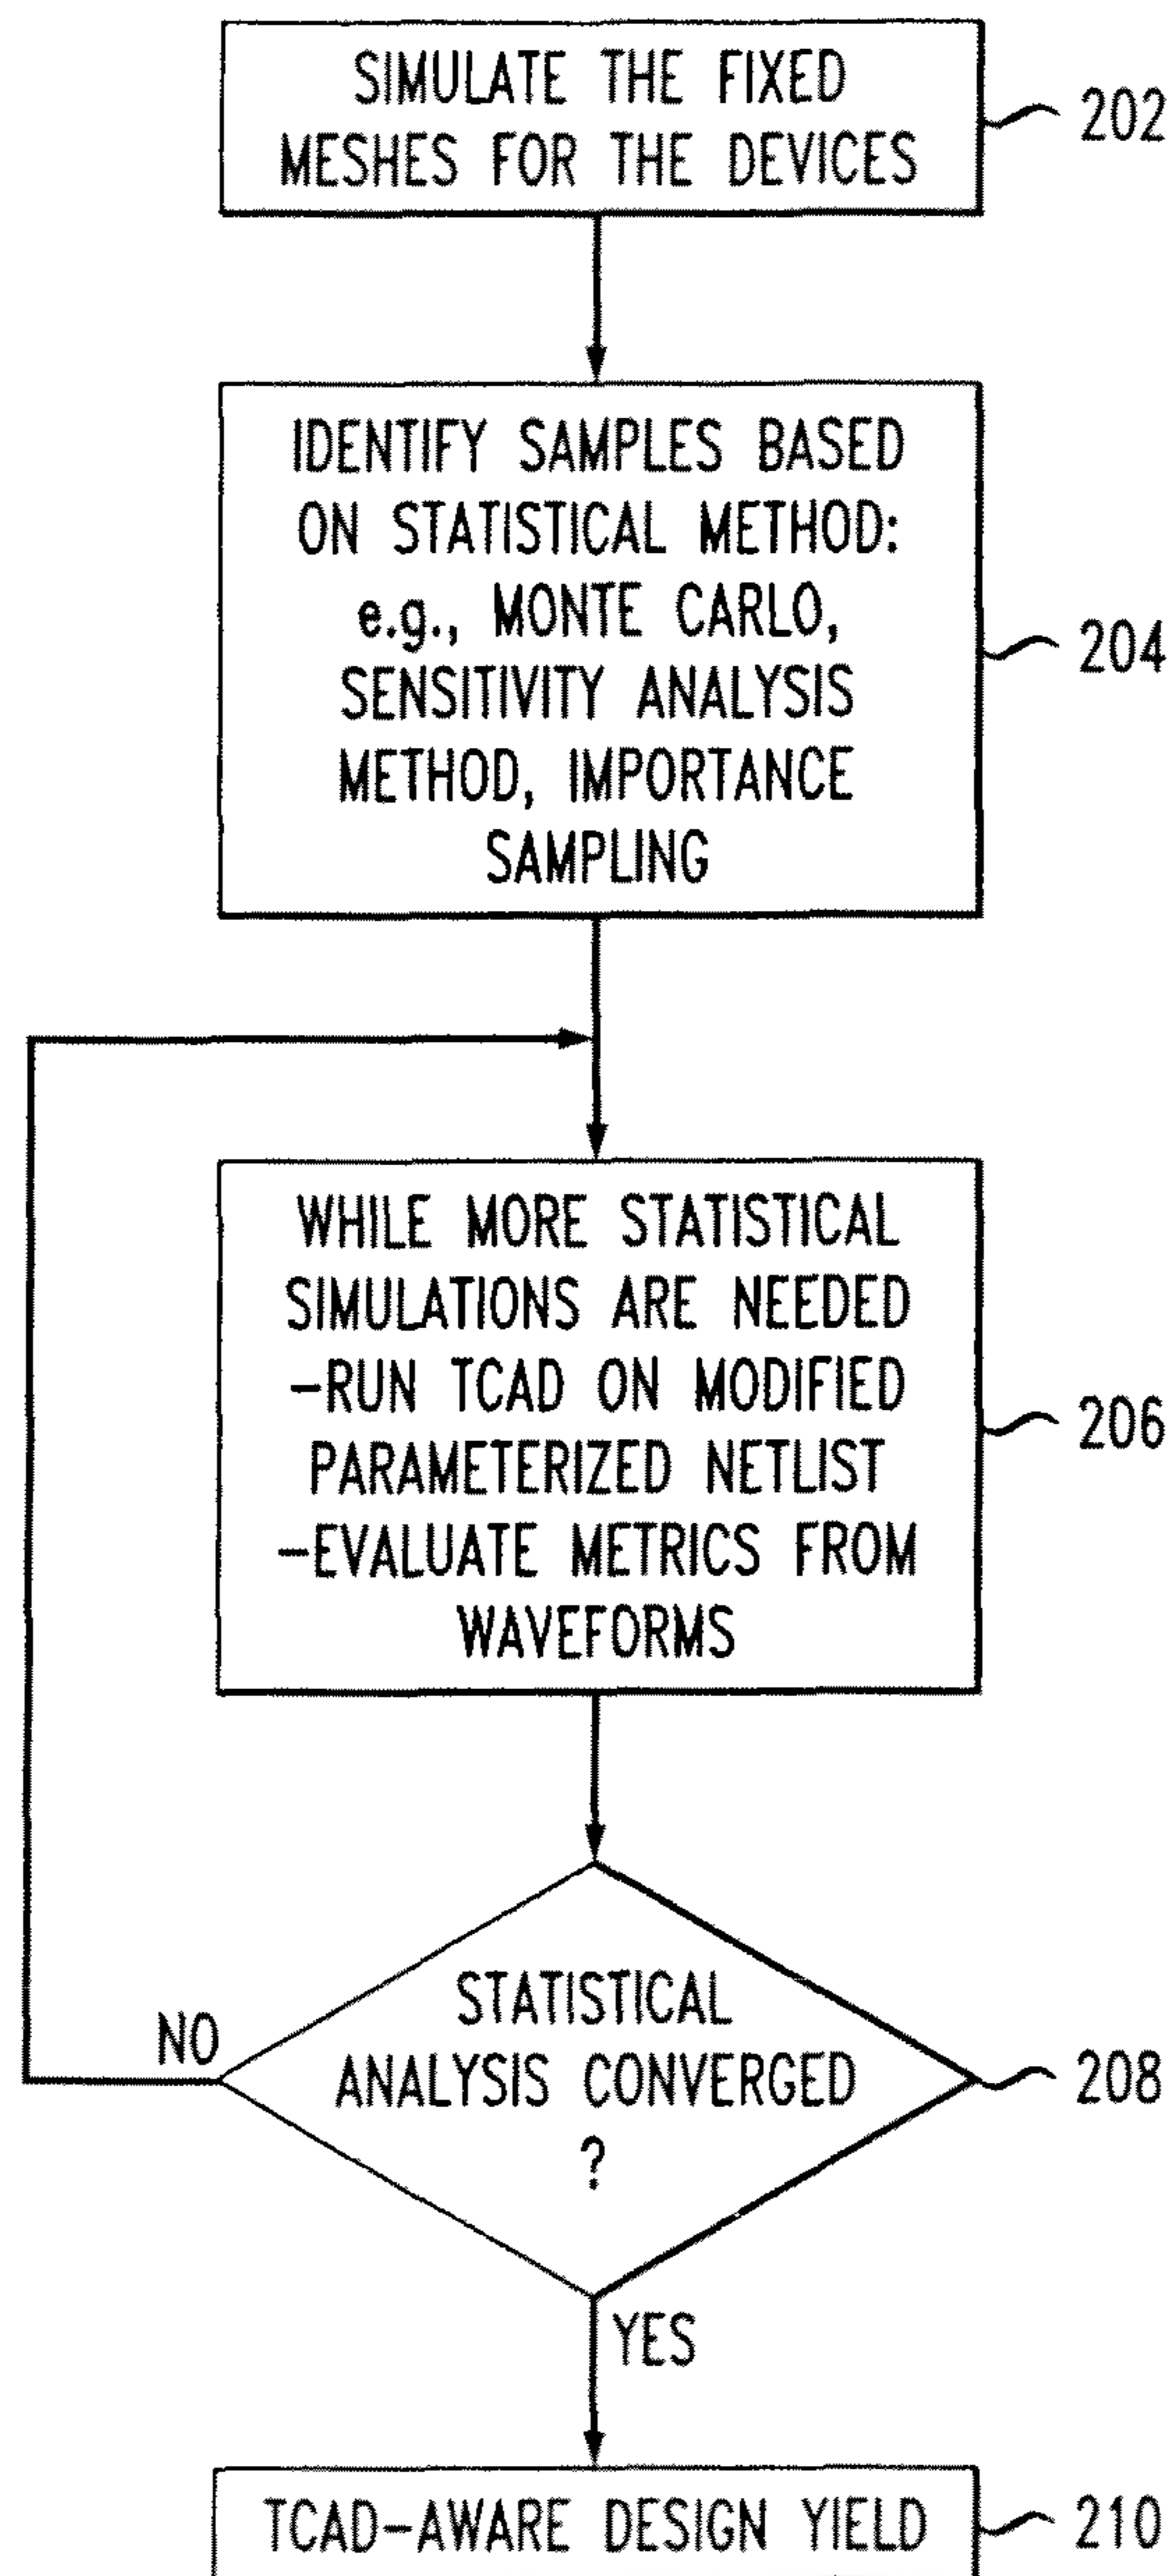 SIMULATE THE FIXED
MESHES FOR THE DEVICES
202
IDENTIFY SAMPLES BASED
ON STATISTICAL METHOD:
e.g., MONTE CARLO,
SENSITIVITY ANALYSIS
METHOD, IMPORTANCE
SAMPLING
204
WHILE MORE STATISTICAL
SIMULATIONS ARE NEEDED
-RUN TCAD ON MODIFIED
PARAMETERIZED NETLIST
-EVALUATE METRICS FROM
WAVEFORMS
206
STATISTICAL
ANALYSIS CONVERGED
?
208
NO
YES
TCAD-AWARE DESIGN YIELD
210